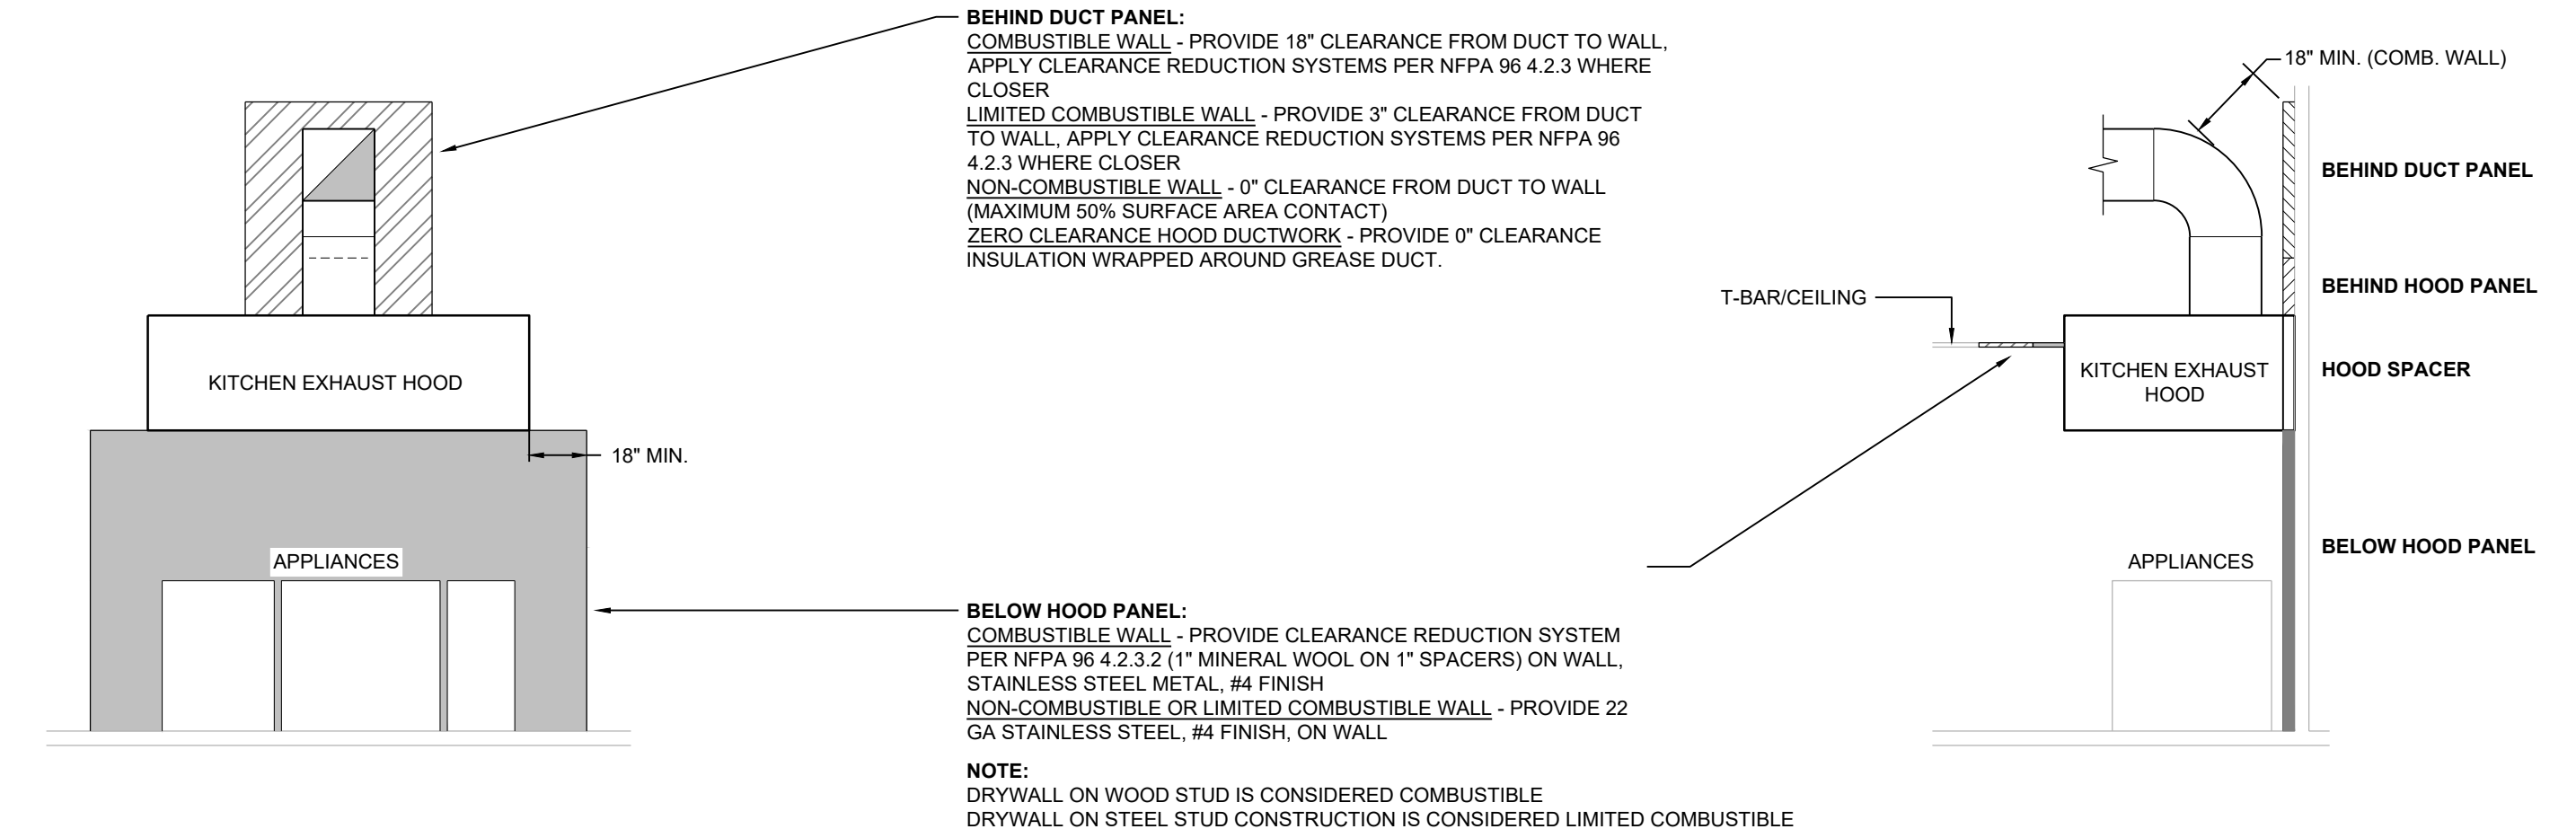 BEHIND DUCT PANEL:
COMBUSTIBLE WALL - PROVIDE 18" CLEARANCE FROM DUCT TO WALL,
APPLY CLEARANCE REDUCTION SYSTEMS PER NFPA 96 4.2.3 WHERE
CLOSER
LIMITED COMBUSTIBLE WALL - PROVIDE 3" CLEARANCE FROM DUCT
TO WALL, APPLY CLEARANCE REDUCTION SYSTEMS PER NFPA 96
4.2.3 WHERE CLOSER
NON-COMBUSTIBLE WALL - 0" CLEARANCE FROM DUCT TO WALL
(MAXIMUM 50% SURFACE AREA CONTACT)
ZERO CLEARANCE HOOD DUCTWORK - PROVIDE 0" CLEARANCE
INSULATION WRAPPED AROUND GREASE DUCT.
KITCHEN EXHAUST HOOD
18" MIN.
APPLIANCES
BELOW HOOD PANEL:
COMBUSTIBLE WALL - PROVIDE CLEARANCE REDUCTION SYSTEM
PER NFPA 96 4.2.3.2 (1" MINERAL WOOL ON 1" SPACERS) ON WALL,
STAINLESS STEEL METAL, #4 FINISH
NON-COMBUSTIBLE OR LIMITED COMBUSTIBLE WALL - PROVIDE 22
GA STAINLESS STEEL, #4 FINISH, ON WALL
NOTE:
DRYWALL ON WOOD STUD IS CONSIDERED COMBUSTIBLE
DRYWALL ON STEEL STUD CONSTRUCTION IS CONSIDERED LIMITED COMBUSTIBLE
18" MIN. (COMB. WALL)
BEHIND DUCT PANEL
BEHIND HOOD PANEL
T-BAR/CEILING
HOOD SPACER
KITCHEN EXHAUST
HOOD
BELOW HOOD PANEL
APPLIANCES